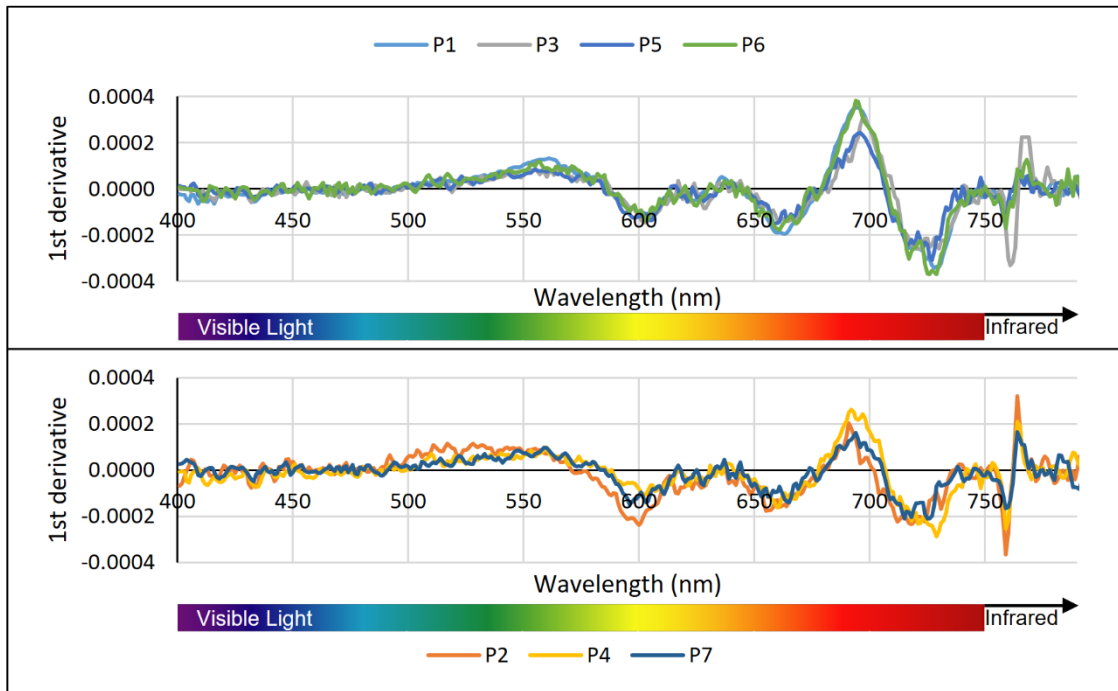 P1 P3 P5 P6
1st derivative
0.0004
0.0002
0.0000
-0.0002
-0.0004
400 450 500 550 600 650 700 750
Wavelength (nm)
Visible Light Infrared
1st derivative
0.0004
0.0002
0.0000
-0.0002
-0.0004
400 450 500 550 600 650 700 750
Wavelength (nm)
Visible Light Infrared
P2 P4 P7